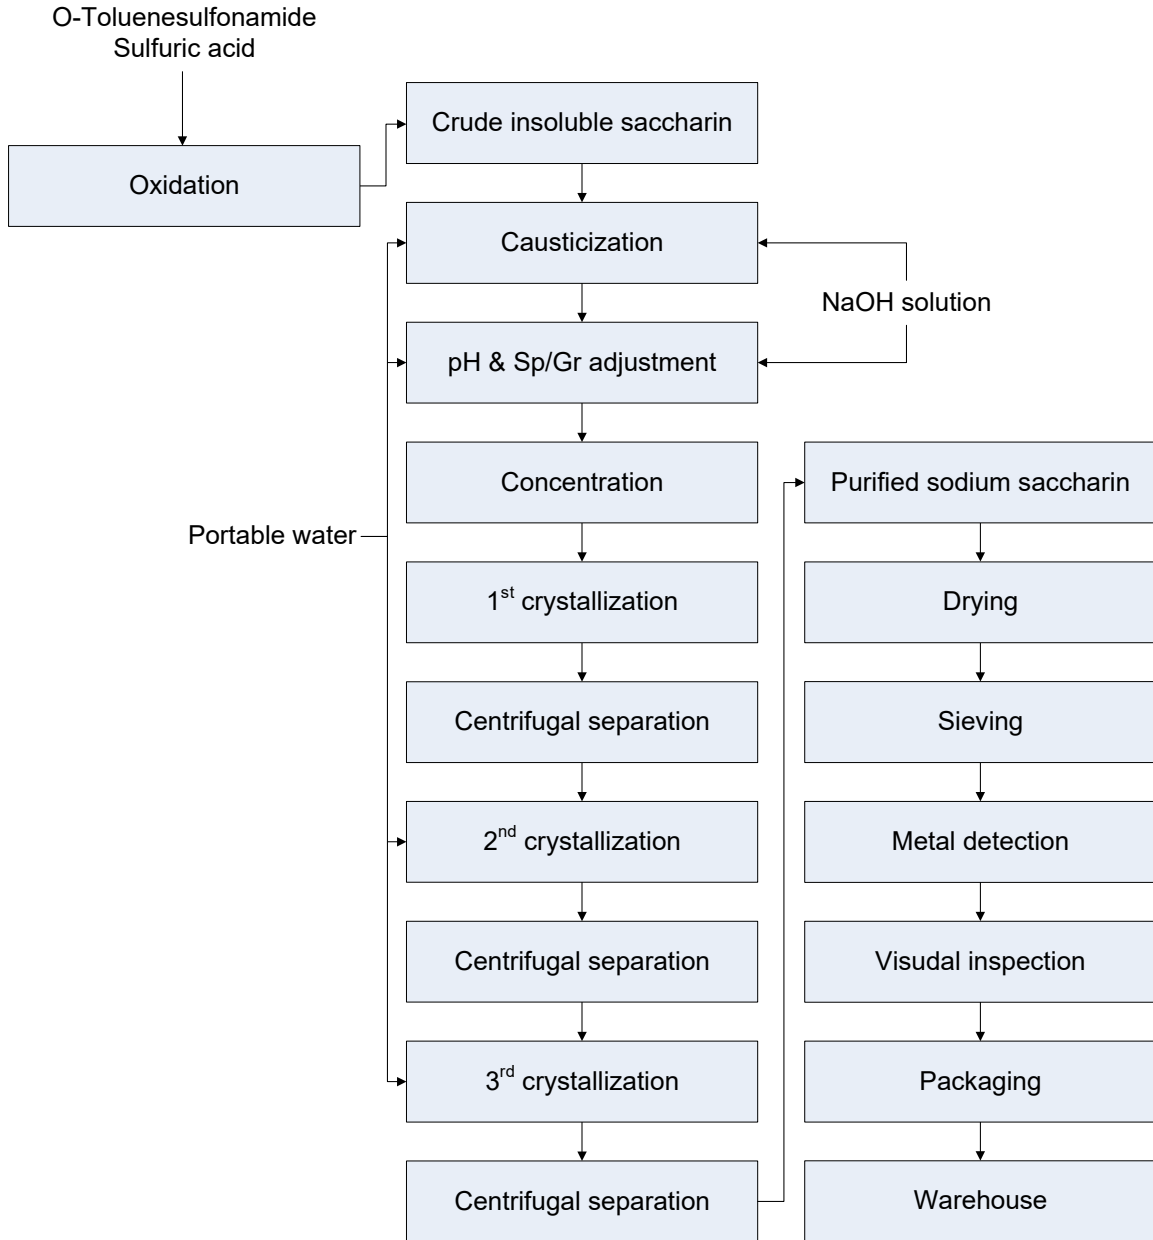 O-Toluenesulfonamide
Sulfuric acid
Oxidation
Crude insoluble saccharin
Causticization
NaOH solution
pH & Sp/Gr adjustment
Concentration
Portable water
1st crystallization
Centrifugal separation
2nd crystallization
Centrifugal separation
3rd crystallization
Centrifugal separation
Purified sodium saccharin
Drying
Sieving
Metal detection
Visudal inspection
Packaging
Warehouse